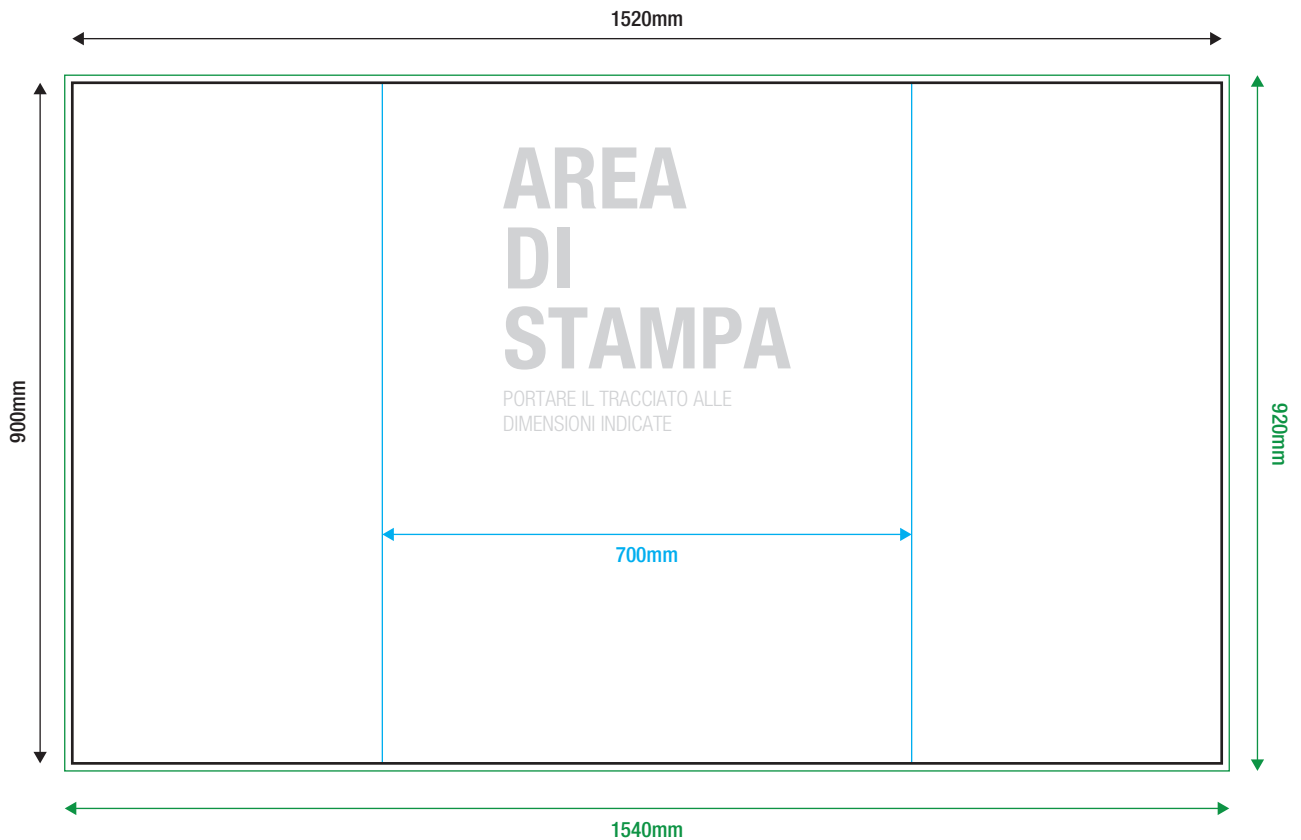 1520mm
AREA
DI
STAMPA
PORTARE IL TRACCIATO ALLE
DIMENSIONI INDICATE
900mm
920mm
700mm
1540mm